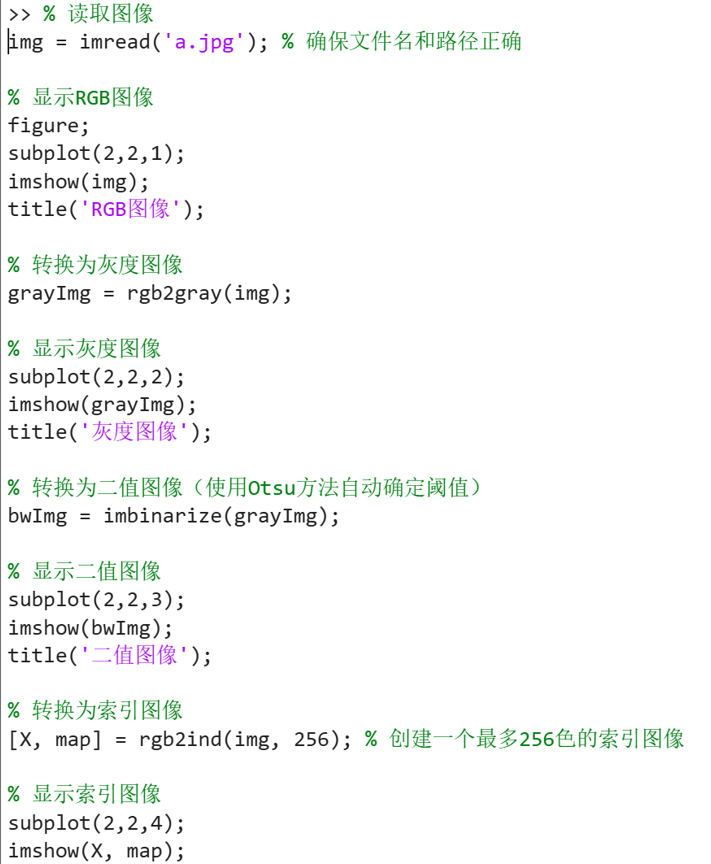 >> % 读取图像
img = imread('a.jpg'); % 确保文件名和路径正确
% 显示RGB图像
figure;
subplot(2,2,1);
imshow(img);
title('RGB图像');
% 转换为灰度图像
grayImg = rgb2gray(img);
% 显示灰度图像
subplot(2,2,2);
imshow(grayImg);
title('灰度图像');
% 转换为二值图像（使用Otsu方法自动确定阈值）
bwImg = imbinarize(grayImg);
% 显示二值图像
subplot(2,2,3);
imshow(bwImg);
title('二值图像');
% 转换为索引图像
[X, map] = rgb2ind(img, 256); % 创建一个最多256色的索引图像
% 显示索引图像
subplot(2,2,4);
imshow(X, map);